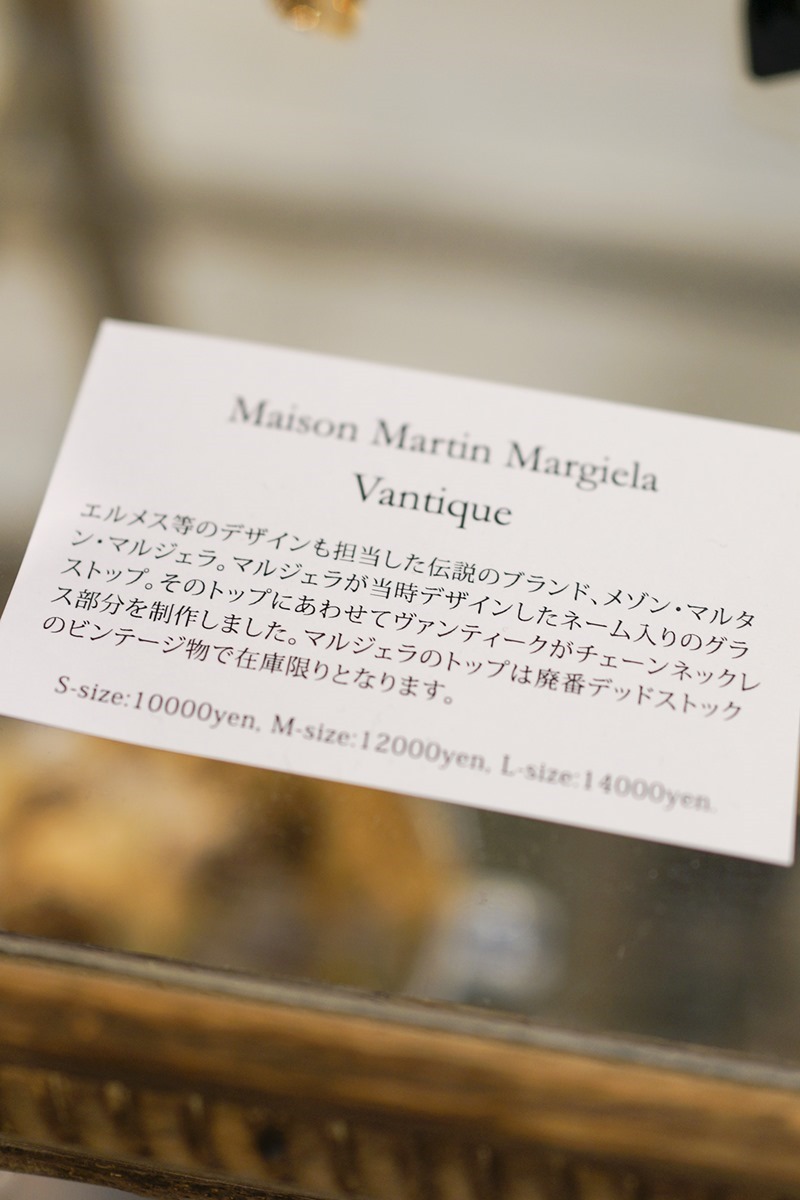 Maison Martin Margiela
Vantique
エルメス等のデザインも担当した伝説のブランド、メゾン・マルタ
ン・マルジェラ。マルジェラが当時デザインしたネーム入りのグラ
ストップ。そのトップにあわせてヴァンティークがチェーンネックレ
ス部分を制作しました。マルジェラのトップは廃番デッドストック
のビンテージ物で在庫限りとなります。
S-size:10000yen, M-size:12000yen, L-size:14000yen.